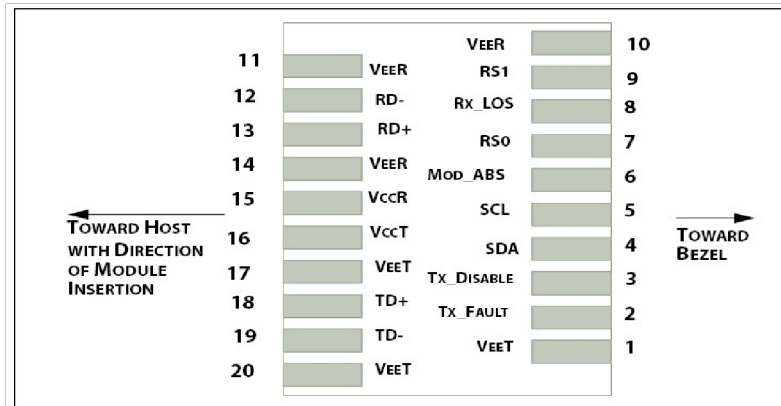 11 VEER
12 RD-
13 RD+
14 VEER
15 VCCR
16 VCCT
17 VEET
18 TD+
19 TD-
20 VEET
VEER 10
RS1 9
RX_LOS 8
RS0 7
MOD_ABS 6
SCL 5
SDA 4
TX_DISABLE 3
TX_FAULT 2
VEET 1
TOWARD HOST
WITH DIRECTION
OF MODULE
INSERTION
TOWARD
BEZEL